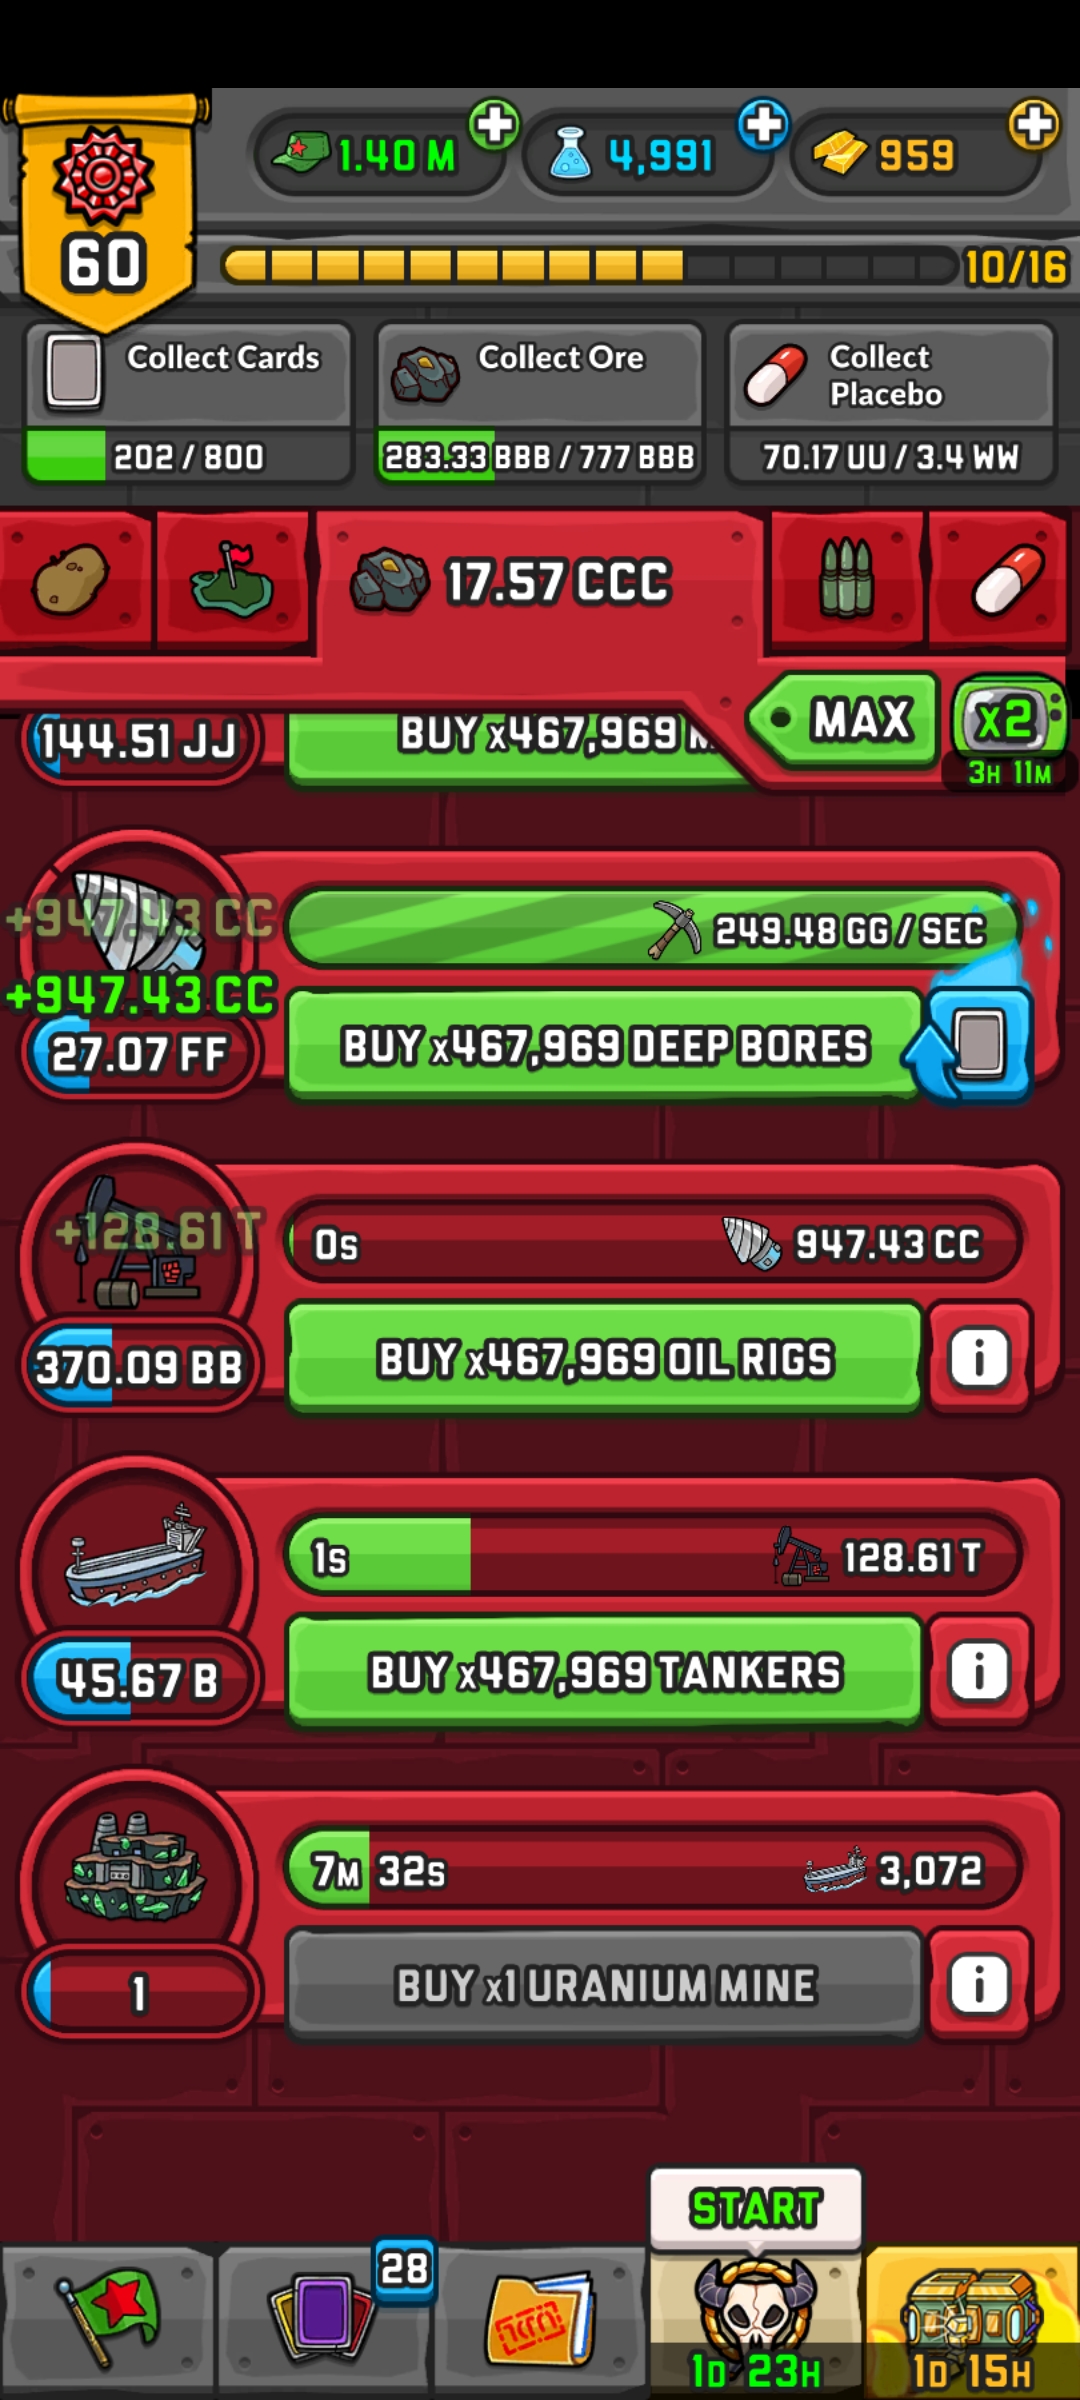 1.40 M
4,991
959
60
10/16
Collect Cards
202 / 800
Collect Ore
283.33 BBB / 777 BBB
Collect
Placebo
70.17 UU / 3.4 WW
17.57 CCC
MAX
x2
3H 11M
144.51 JJ
BUY x467,969
+947.43 CC
+947.43 CC
27.07 FF
249.48 GG / SEC
BUY x467,969 DEEP BORES
+128.61 T
370.09 BB
0s
947.43 CC
BUY x467,969 OIL RIGS
i
45.67 B
1s
128.61 T
BUY x467,969 TANKERS
i
1
7M 32s
3,072
BUY x1 URANIUM MINE
i
START
28
1D 23H
1D 15H